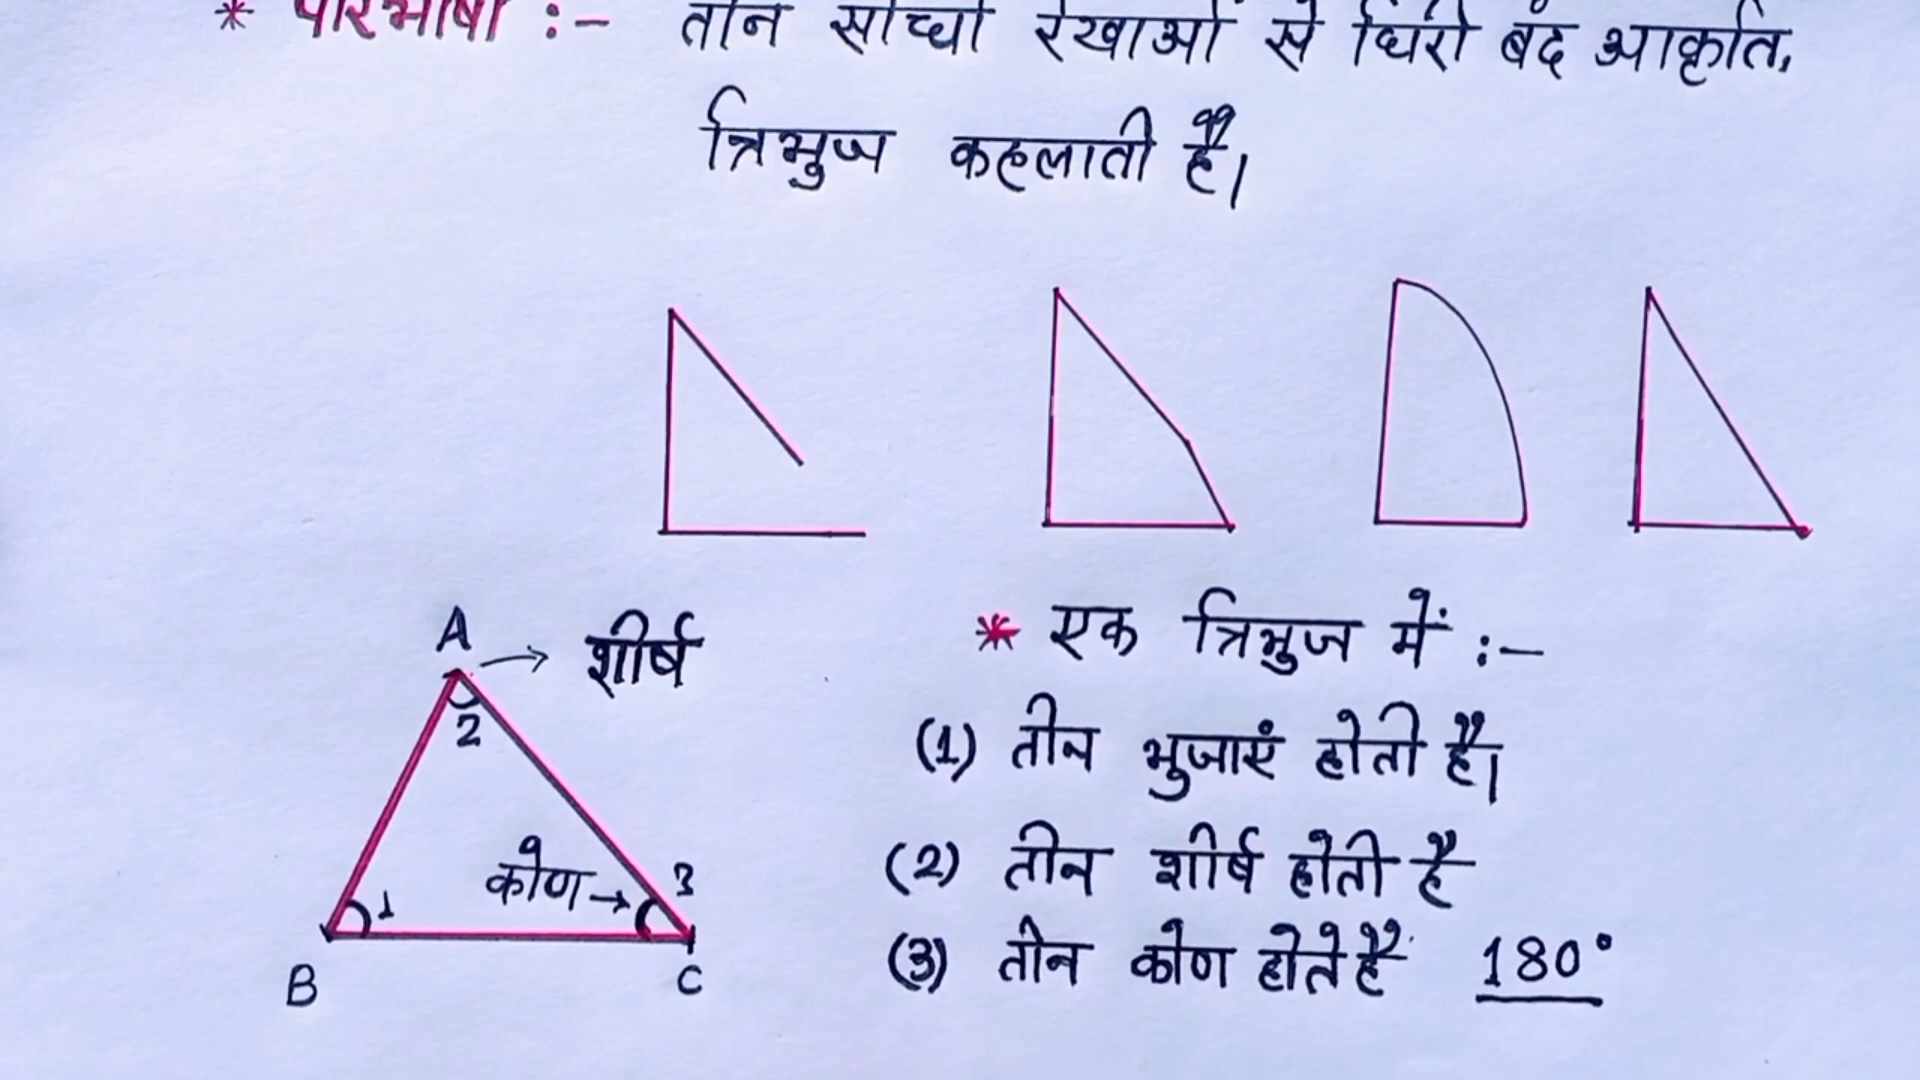 * परिभाषा :- तीन सीधी रेखाओं से घिरी बंद आकृति,
त्रिभुज कहलाती है।
A → शीर्ष
2
कोण → 3
1
B C
* एक त्रिभुज में :-
(1) तीन भुजाएं होती है।
(2) तीन शीर्ष होती है
(3) तीन कोण होते हैं 180°